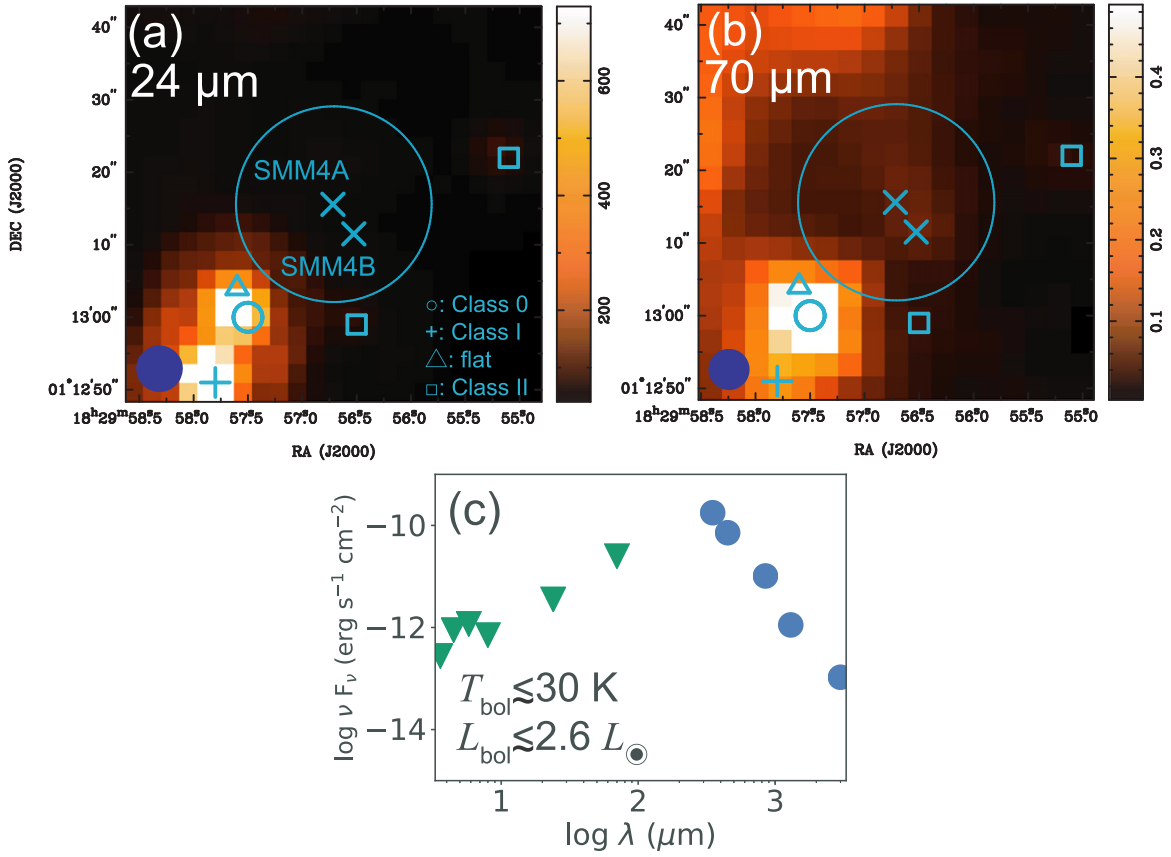 (a)
24 μm
DEC (J2000)
40″
30″
20″
10″
13′00″
01°12′50″
SMM4A
SMM4B
○: Class 0
+: Class I
△: flat
□: Class II
18ʰ29ᵐ58ˢ.5 58ˢ.0 57ˢ.5 57ˢ.0 56ˢ.5 56ˢ.0 55ˢ.5 55ˢ.0
RA (J2000)
600
400
200
(b)
70 μm
40″
30″
20″
10″
13′00″
01°12′50″
18ʰ29ᵐ58ˢ.5 58ˢ.0 57ˢ.5 57ˢ.0 56ˢ.5 56ˢ.0 55ˢ.5 55ˢ.0
RA (J2000)
0.4
0.3
0.2
0.1
(c)
log ν Fν (erg s⁻¹ cm⁻²)
−10
−12
−14
T_bol≲30 K
L_bol≲2.6 L☉
1 2 3
log λ (μm)